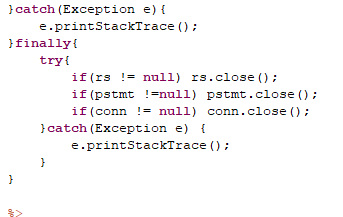 }catch(Exception e){
    e.printStackTrace();
}finally{
    try{
        if(rs != null) rs.close();
        if(pstmt !=null) pstmt.close();
        if(conn != null) conn.close();
    }catch(Exception e) {
        e.printStackTrace();
    }
}
%>